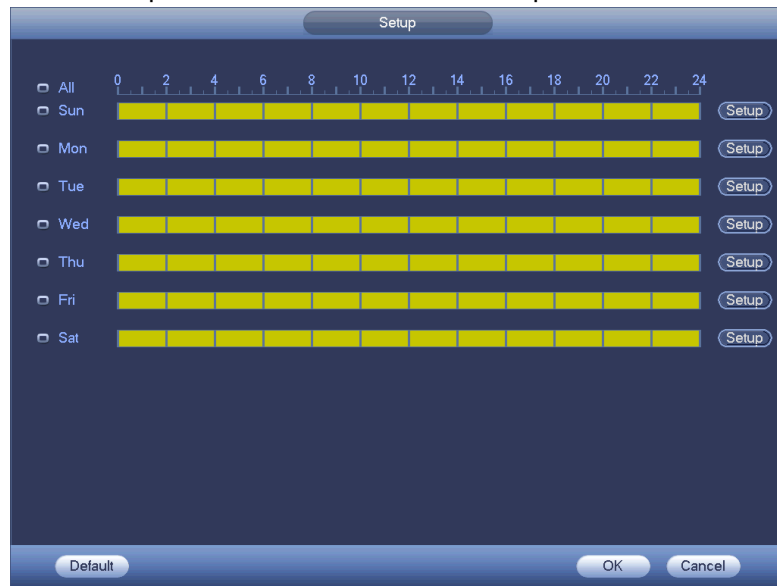 Setup
All 0 2 4 6 8 10 12 14 16 18 20 22 24
Sun Setup
Mon Setup
Tue Setup
Wed Setup
Thu Setup
Fri Setup
Sat Setup
Default OK Cancel